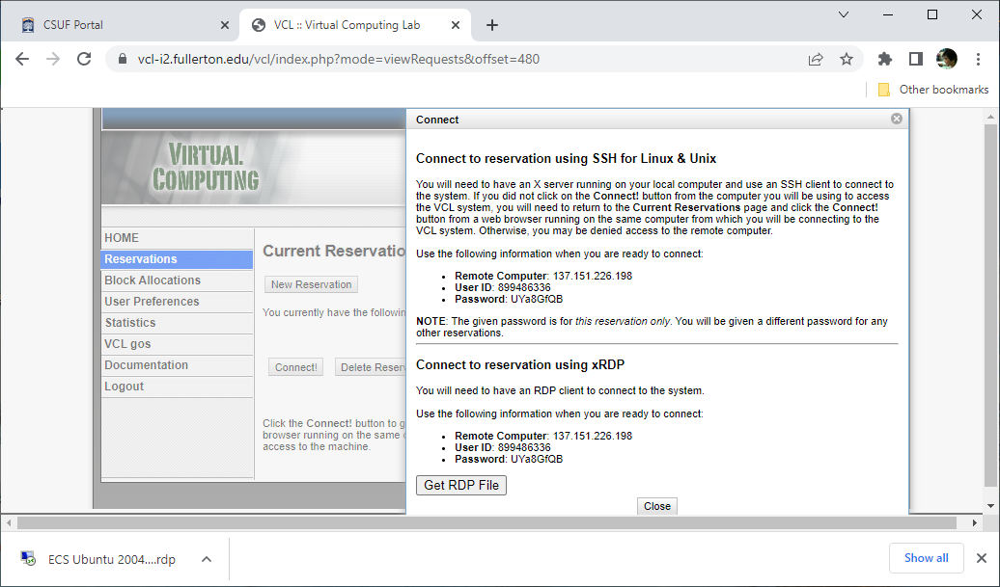 CSUF Portal
VCL :: Virtual Computing Lab
vcl-i2.fullerton.edu/vcl/index.php?mode=viewRequests&offset=480
Other bookmarks
VIRTUAL
COMPUTING
HOME
Reservations
Block Allocations
User Preferences
Statistics
VCL gos
Documentation
Logout
Current Reservatio
New Reservation
You currently have the followin
Connect!
Delete Reser
Click the Connect! button to g
browser running on the same c
access to the machine.
Connect
Connect to reservation using SSH for Linux & Unix
You will need to have an X server running on your local computer and use an SSH client to connect to
the system. If you did not click on the Connect! button from the computer you will be using to access
the VCL system, you will need to return to the Current Reservations page and click the Connect!
button from a web browser running on the same computer from which you will be connecting to the
VCL system. Otherwise, you may be denied access to the remote computer.
Use the following information when you are ready to connect:
• Remote Computer: 137.151.226.198
• User ID: 899486336
• Password: UYa8GfQB
NOTE: The given password is for this reservation only. You will be given a different password for any
other reservations.
Connect to reservation using xRDP
You will need to have an RDP client to connect to the system.
Use the following information when you are ready to connect:
• Remote Computer: 137.151.226.198
• User ID: 899486336
• Password: UYa8GfQB
Get RDP File
Close
ECS Ubuntu 2004....rdp
Show all